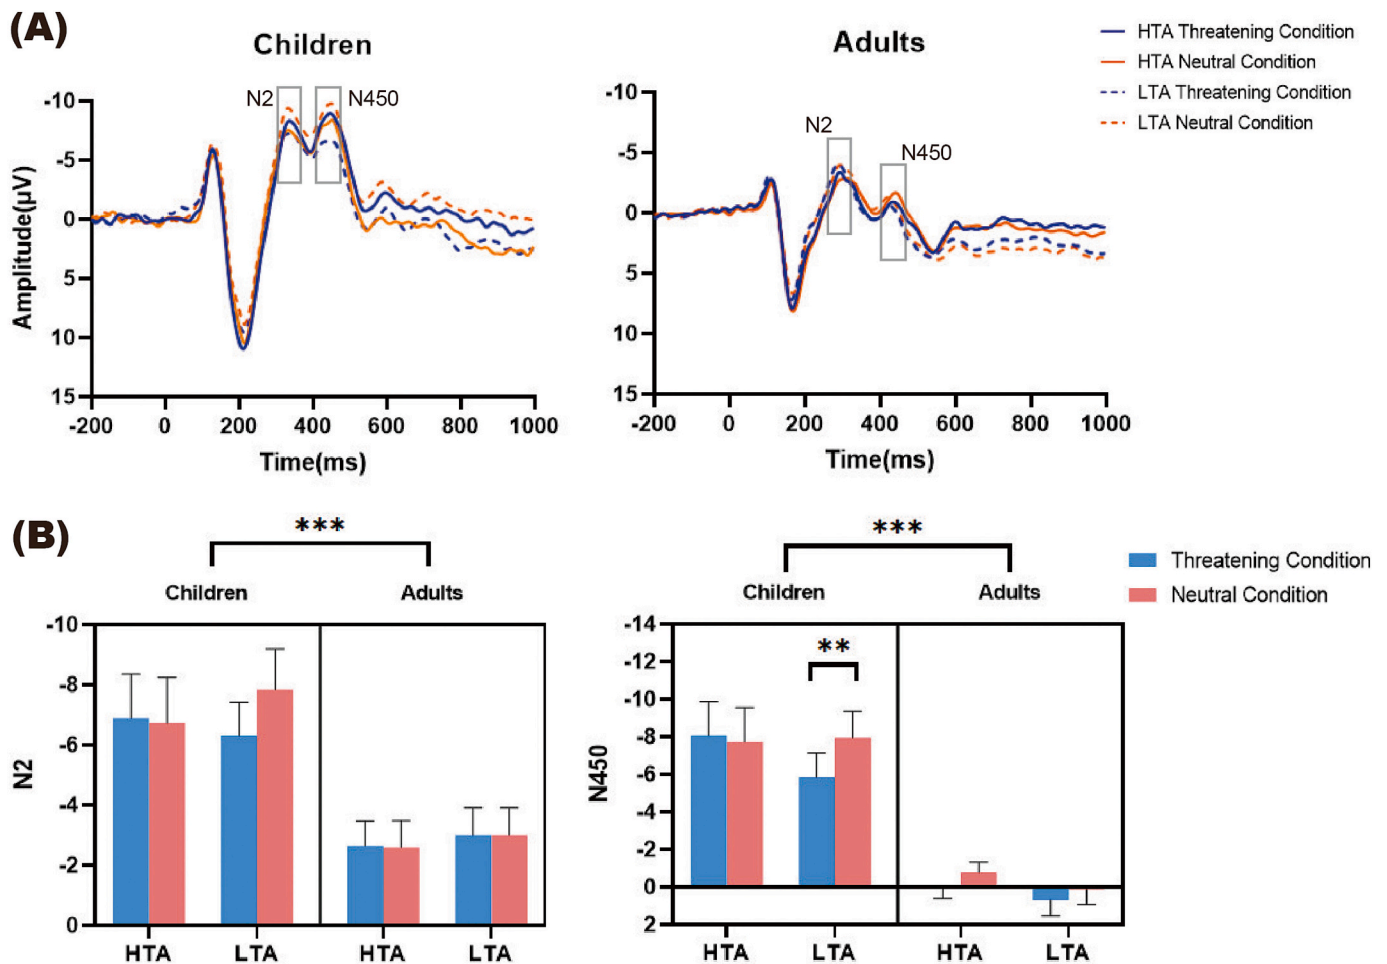 (A)
Children
Adults
HTA Threatening Condition
HTA Neutral Condition
LTA Threatening Condition
LTA Neutral Condition
N2
N450
N2
N450
Amplitude(μV)
-10
-5
0
5
10
15
-200 0 200 400 600 800 1000
Time(ms)
-10
-5
0
5
10
15
-200 0 200 400 600 800 1000
Time(ms)
(B)
***
Children Adults
N2
-10
-8
-6
-4
-2
0
HTA LTA HTA LTA
***
Children Adults
**
N450
-14
-12
-10
-8
-6
-4
-2
0
2
HTA LTA HTA LTA
Threatening Condition
Neutral Condition